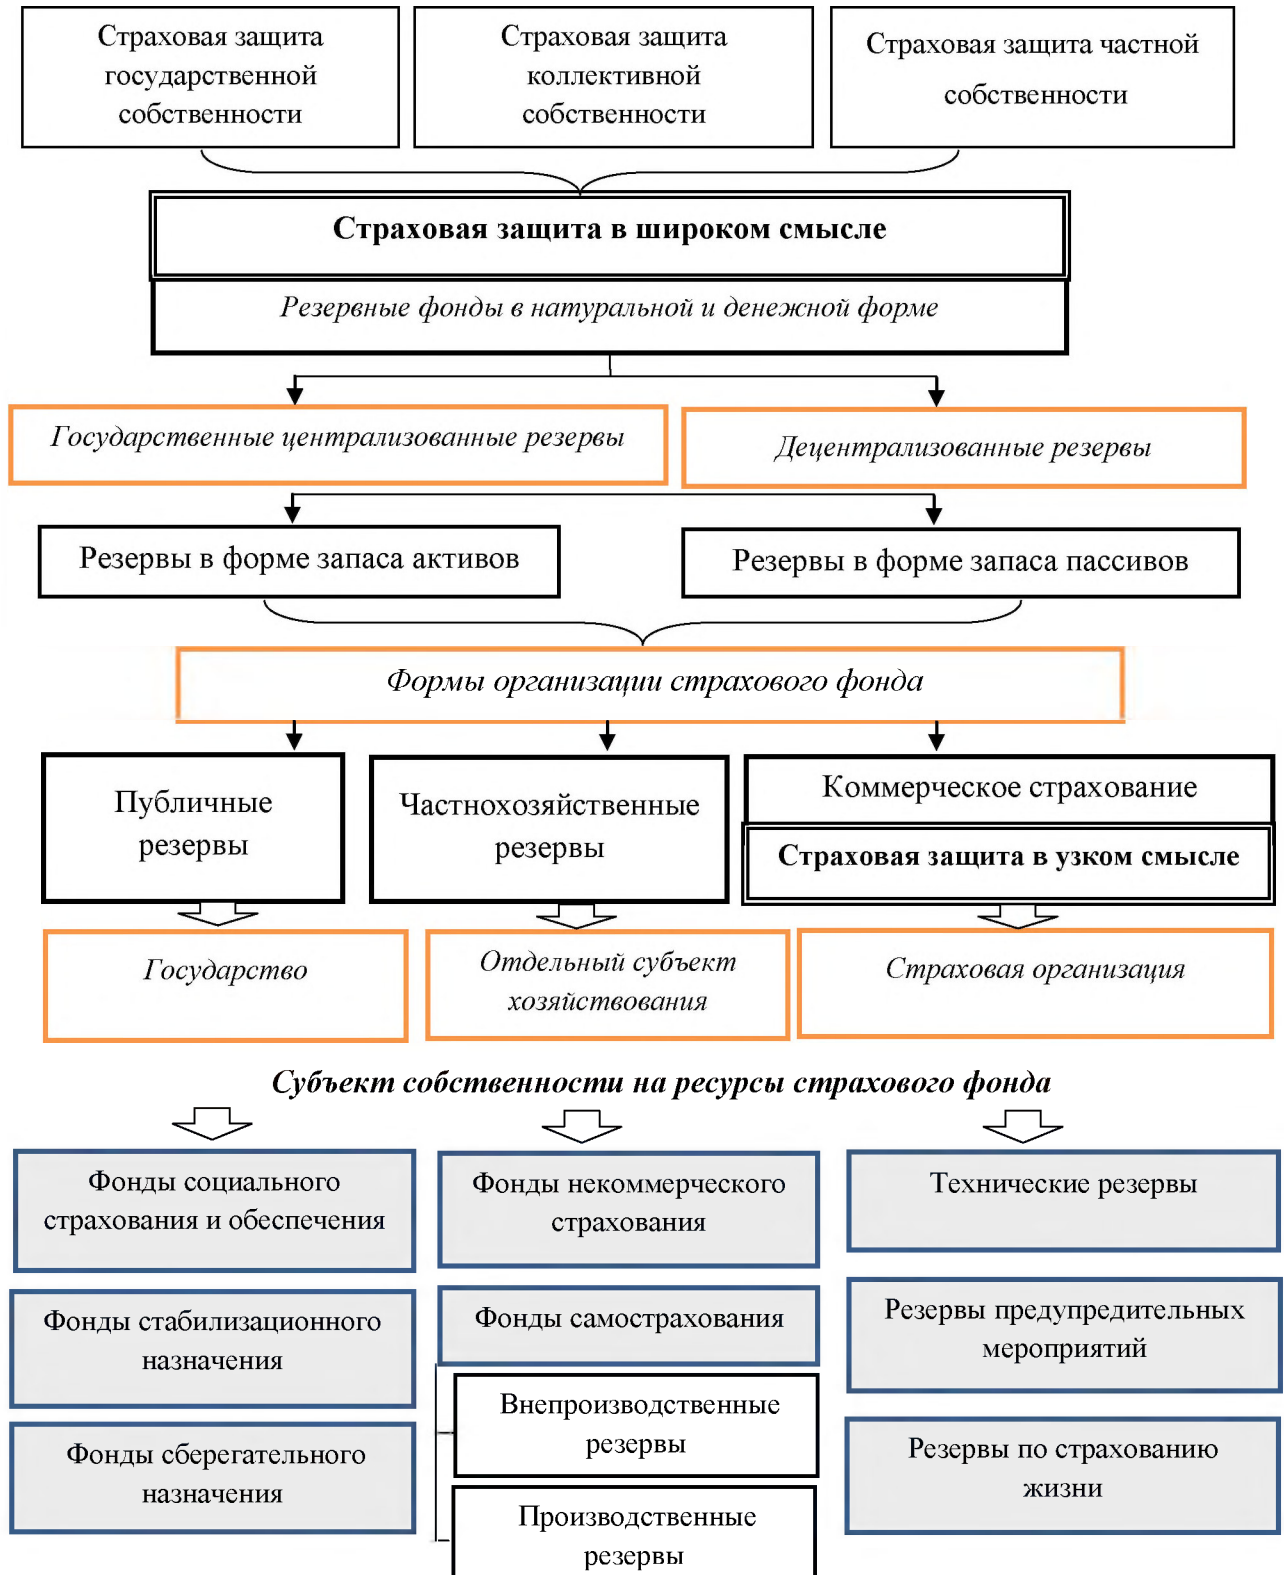 Страховая защита
государственной
собственности
Страховая защита
коллективной
собственности
Страховая защита частной
собственности
Страховая защита в широком смысле
Резервные фонды в натуральной и денежной форме
Государственные централизованные резервы
Децентрализованные резервы
Резервы в форме запаса активов
Резервы в форме запаса пассивов
Формы организации страхового фонда
Публичные
резервы
Частнохозяйственные
резервы
Коммерческое страхование
Страховая защита в узком смысле
Государство
Отдельный субъект
хозяйствования
Страховая организация
Субъект собственности на ресурсы страхового фонда
Фонды социального
страхования и обеспечения
Фонды некоммерческого
страхования
Технические резервы
Фонды стабилизационного
назначения
Фонды самострахования
Резервы предупредительных
мероприятий
Внепроизводственные
резервы
Фонды сберегательного
назначения
Резервы по страхованию
жизни
Производственные
резервы